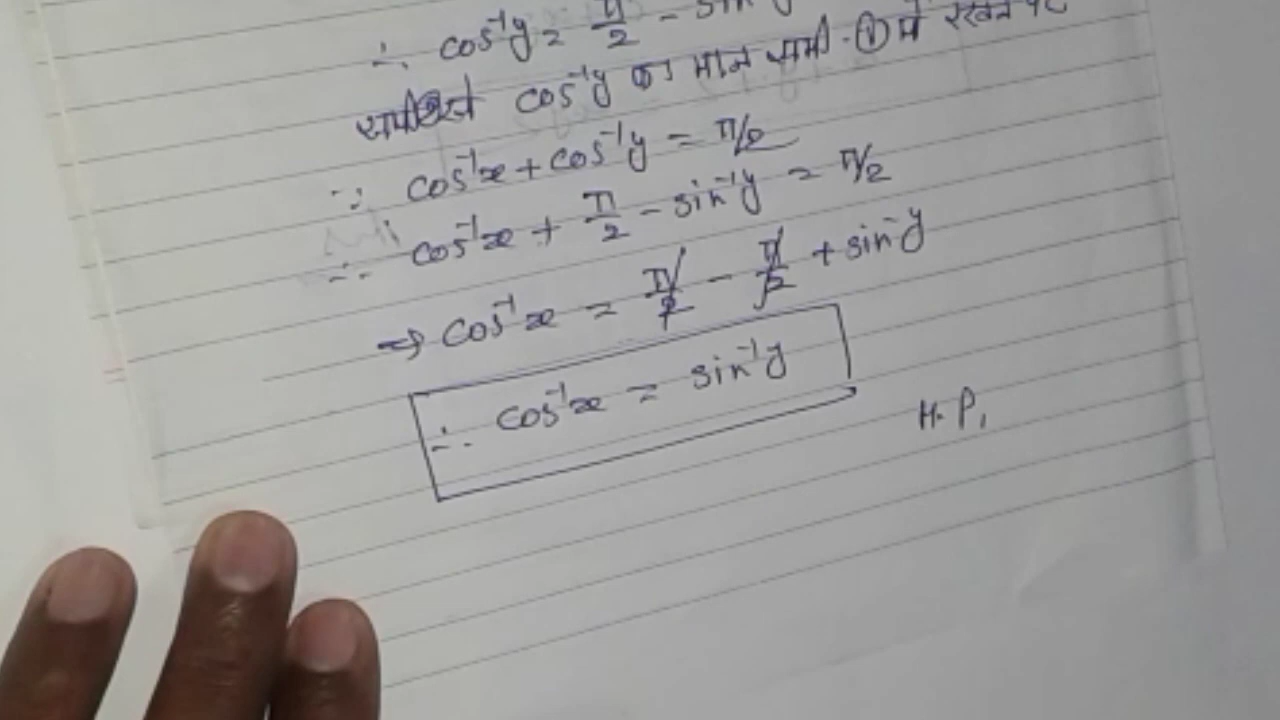 ∴ cos⁻¹y = π/2 - sin⁻¹y
cos⁻¹y का मान समी. ① में रखने पर
∵ cos⁻¹x + cos⁻¹y = π/2
∴ cos⁻¹x + π/2 - sin⁻¹y = π/2
⇒ cos⁻¹x = π/2 - π/2 + sin⁻y
∴ cos⁻¹x = sin⁻¹y
H.P,